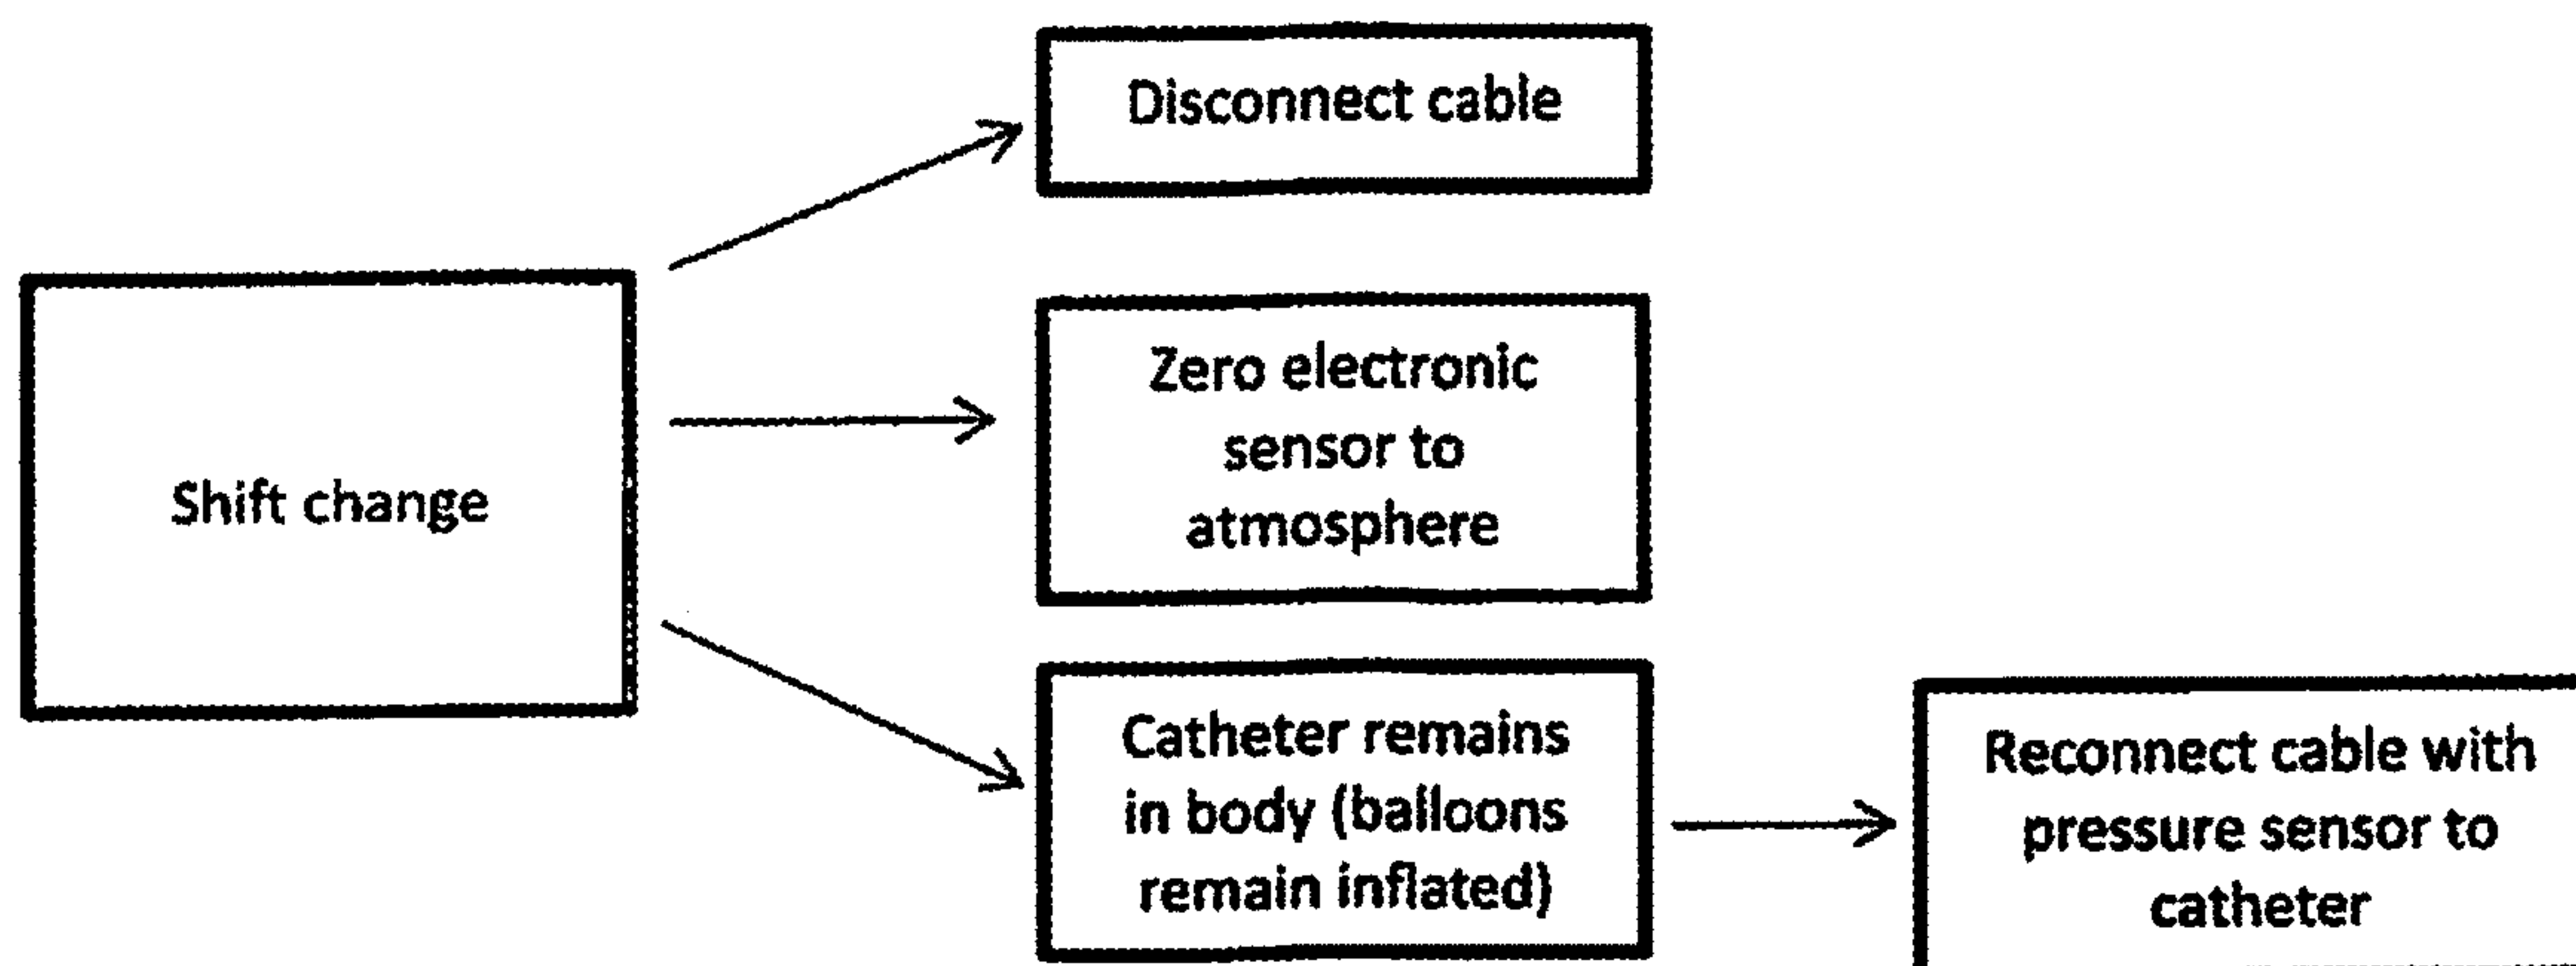 Disconnect cable
Shift change
Zero electronic
sensor to
atmosphere
Catheter remains
in body (balloons
remain inflated)
Reconnect cable with
pressure sensor to
catheter